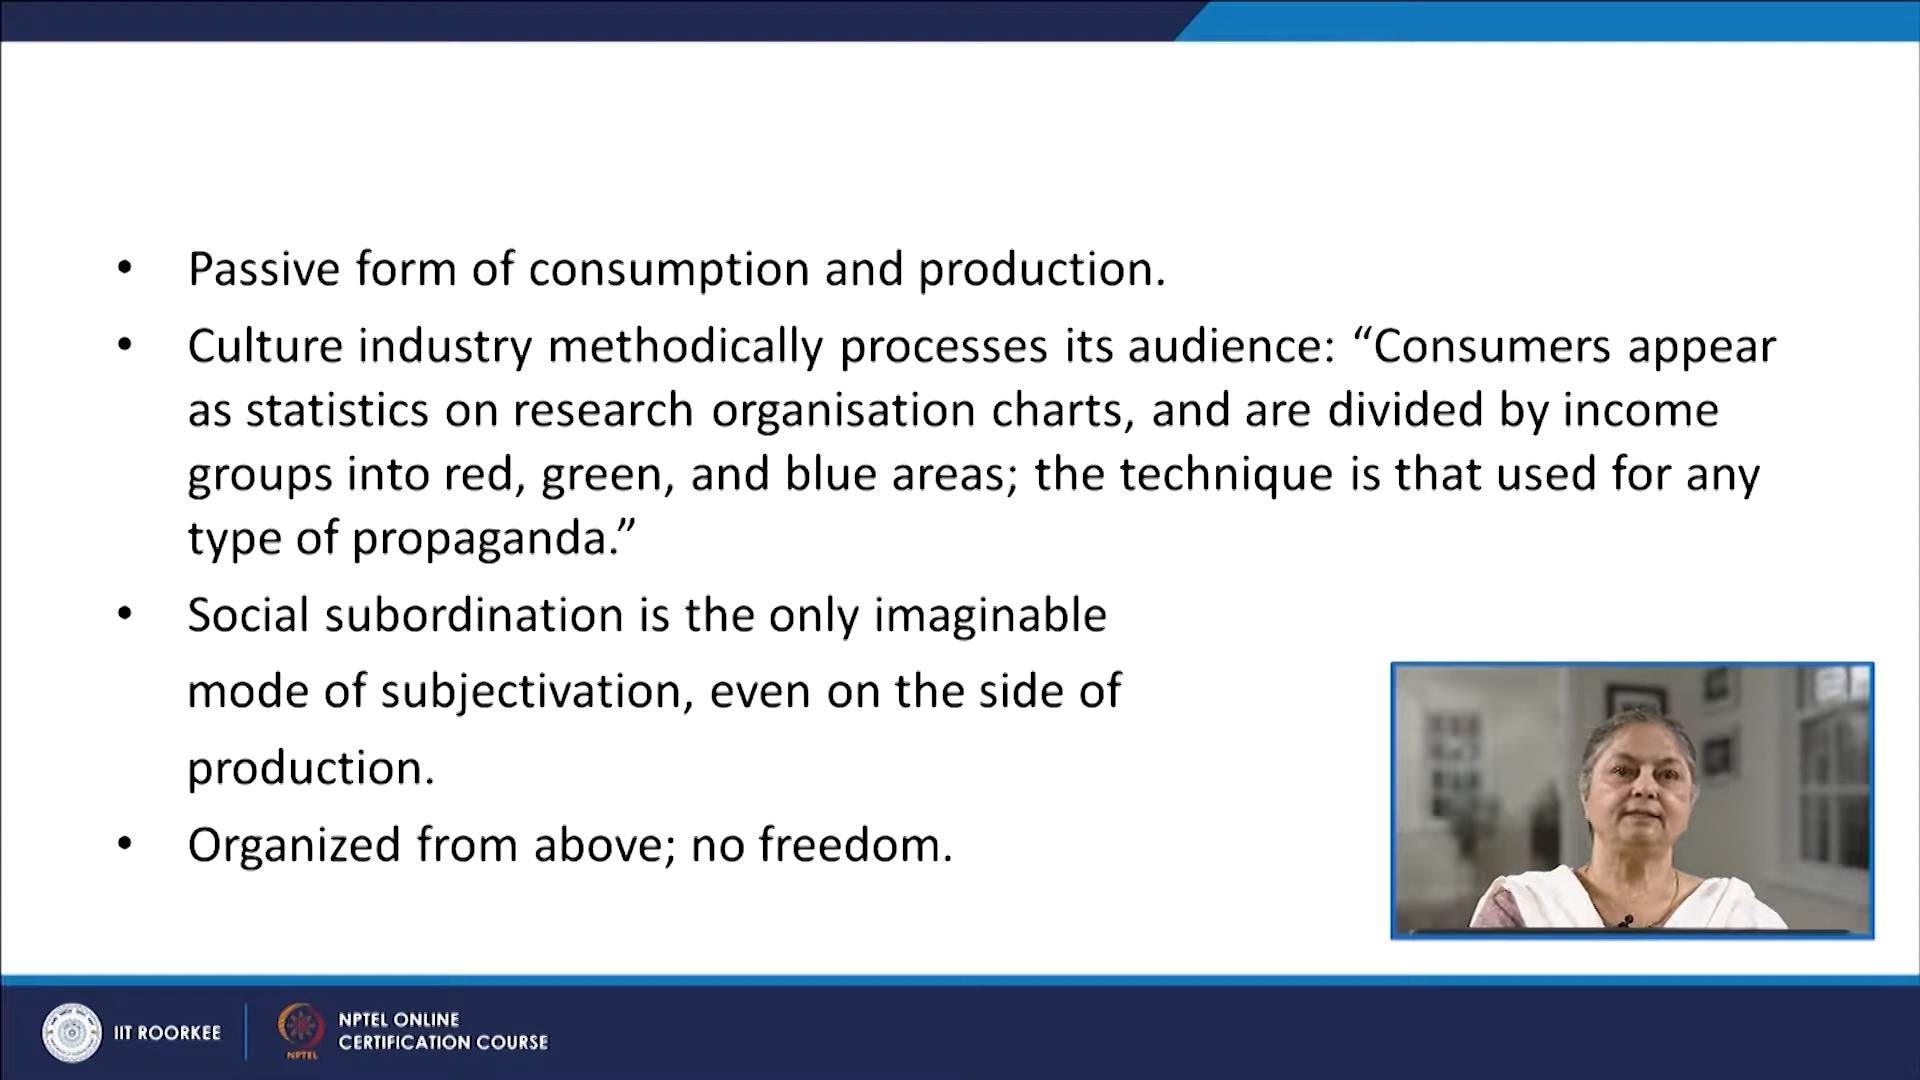 • Passive form of consumption and production.
• Culture industry methodically processes its audience: “Consumers appear
as statistics on research organisation charts, and are divided by income
groups into red, green, and blue areas; the technique is that used for any
type of propaganda.”
• Social subordination is the only imaginable
mode of subjectivation, even on the side of
production.
• Organized from above; no freedom.
IIT ROORKEE
NPTEL ONLINE
CERTIFICATION COURSE
NPTEL